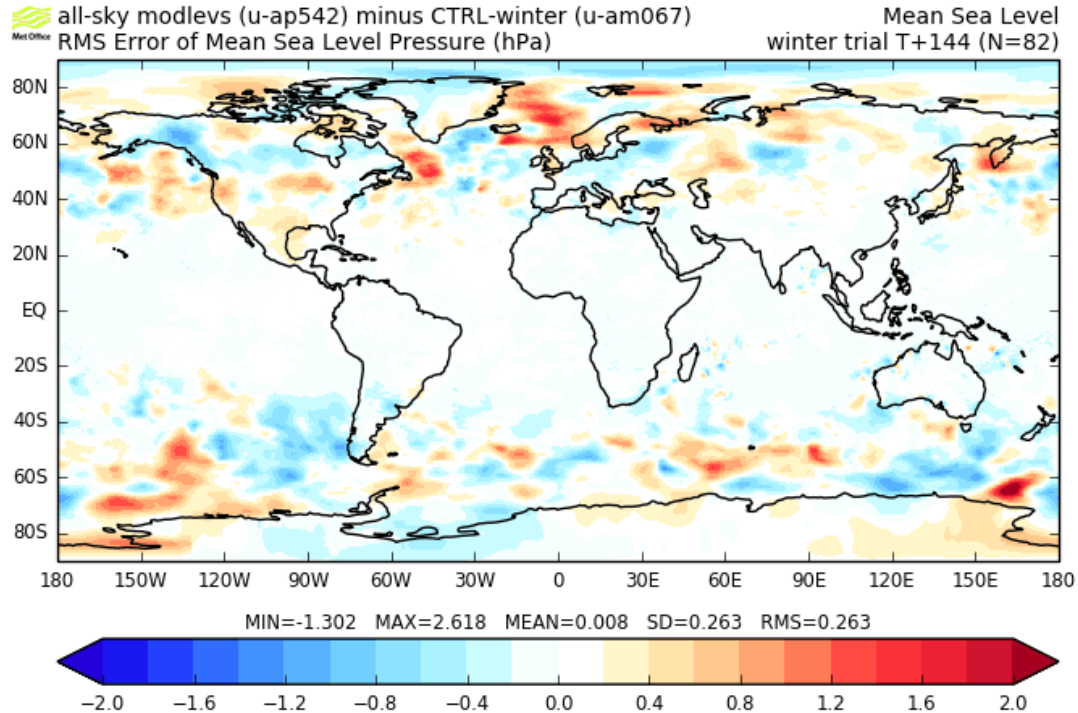 all-sky modlevs (u-ap542) minus CTRL-winter (u-am067)
Mean Sea Level
Met Office
RMS Error of Mean Sea Level Pressure (hPa)
winter trial T+144 (N=82)
80N
60N
40N
20N
EQ
20S
40S
60S
80S
180 150W 120W 90W 60W 30W 0 30E 60E 90E 120E 150E 180
MIN=-1.302 MAX=2.618 MEAN=0.008 SD=0.263 RMS=0.263
−2.0 −1.6 −1.2 −0.8 −0.4 0.0 0.4 0.8 1.2 1.6 2.0